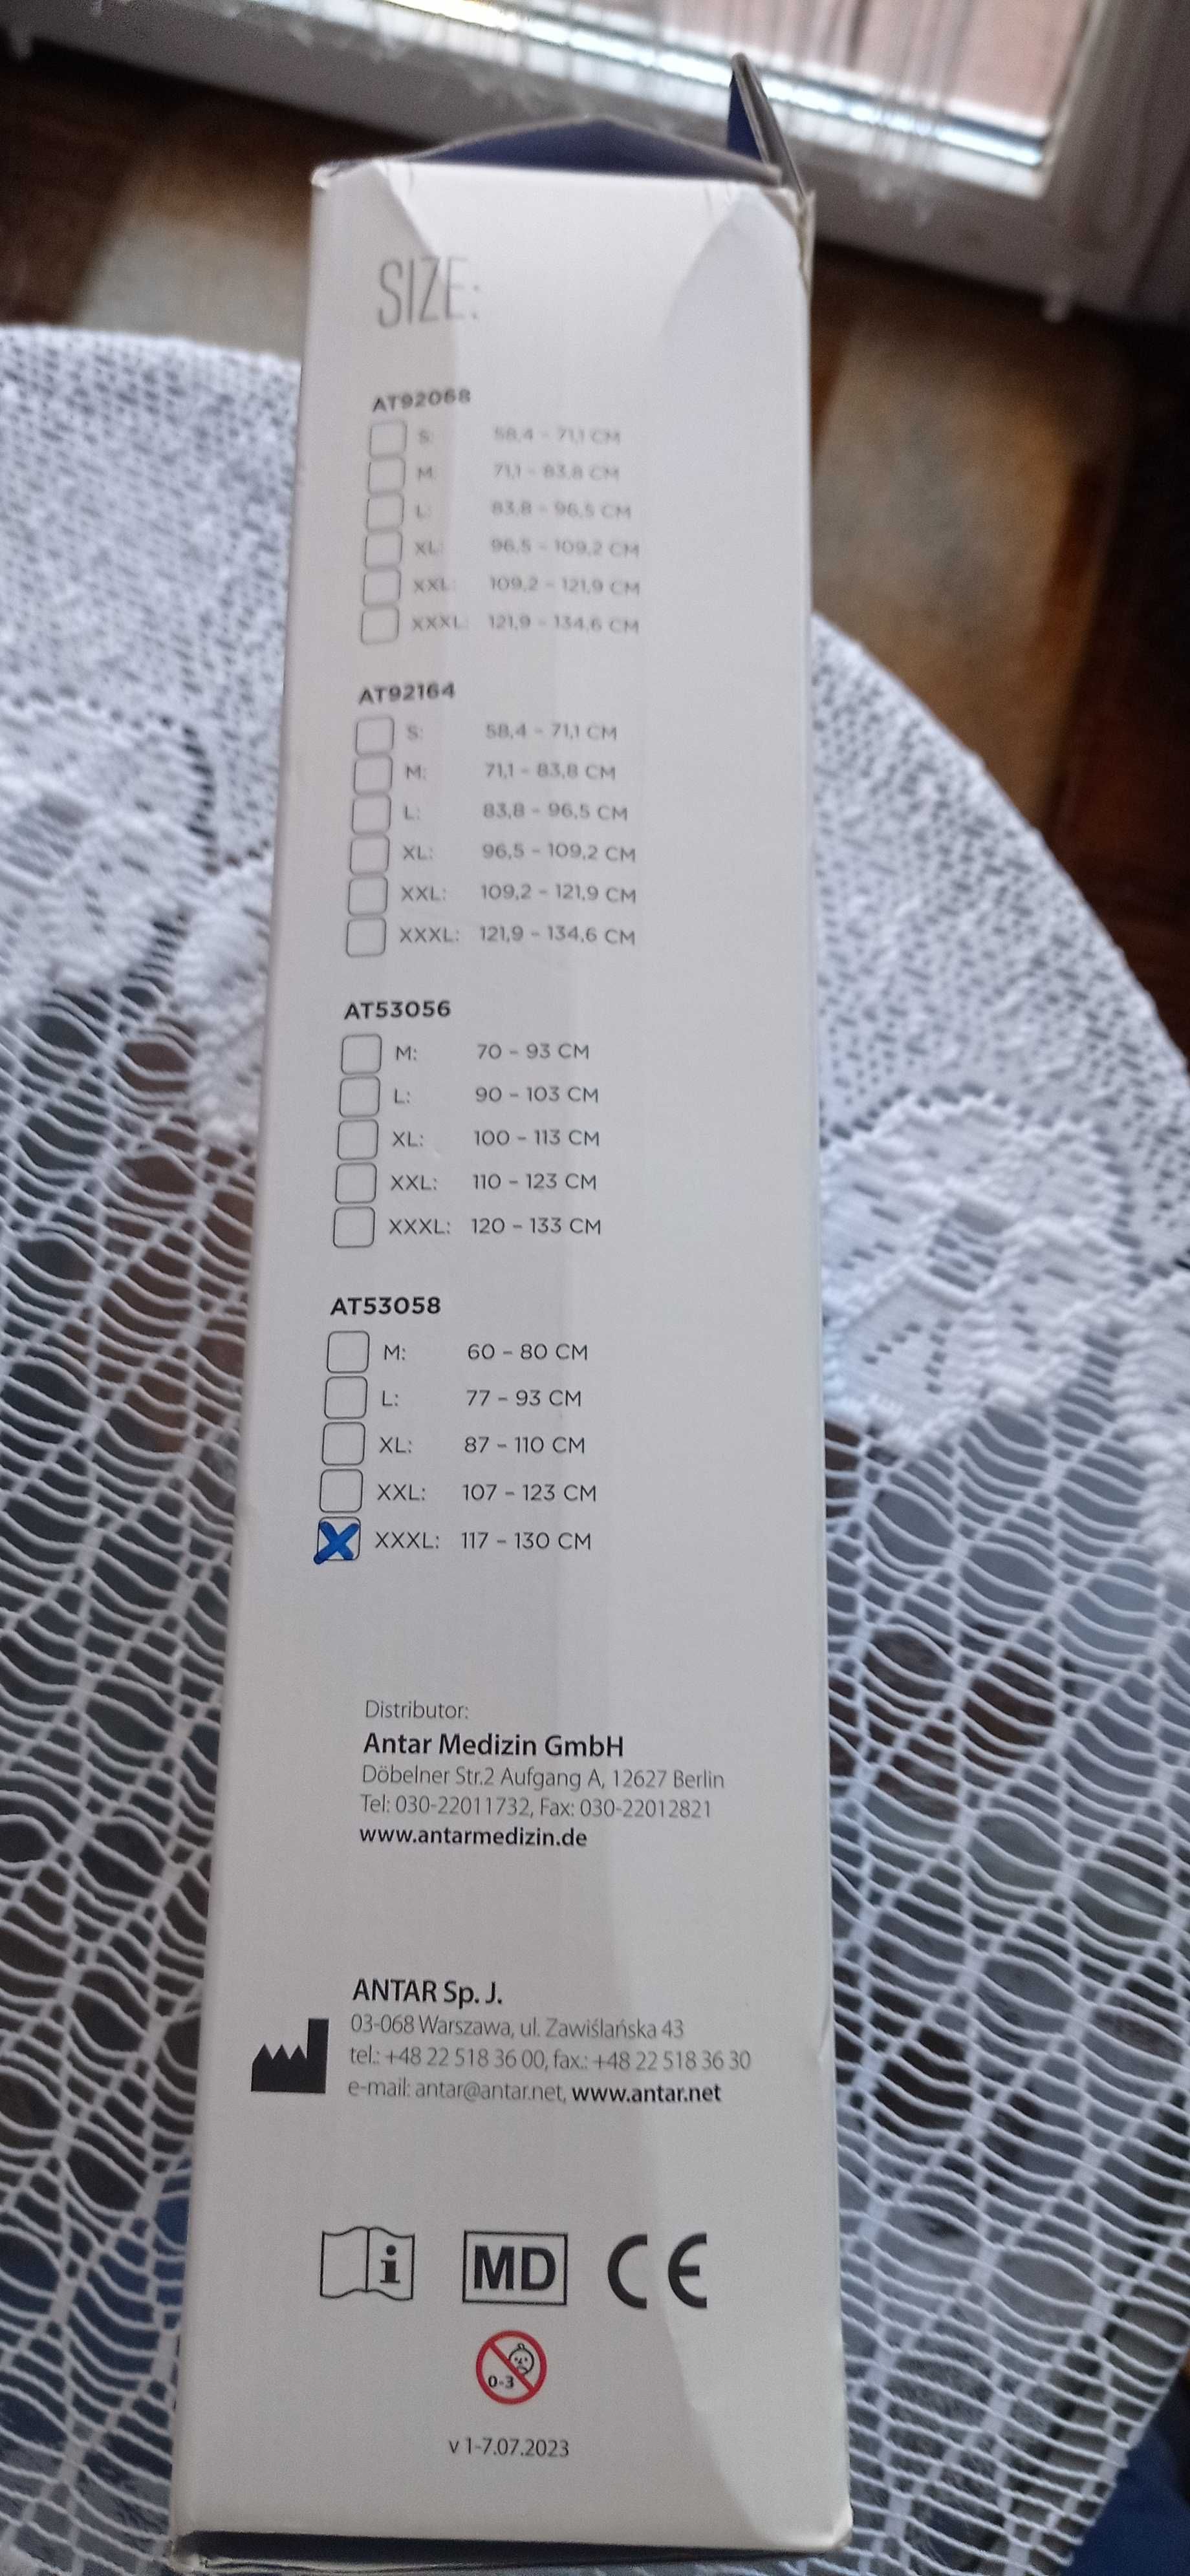 SIZE:
AT92068
S: 58,4 – 71,1 CM
M: 71,1 – 83,8 CM
L: 83,8 – 96,5 CM
XL: 96,5 – 109,2 CM
XXL: 109,2 – 121,9 CM
XXXL: 121,9 – 134,6 CM
AT92164
S: 58,4 – 71,1 CM
M: 71,1 – 83,8 CM
L: 83,8 – 96,5 CM
XL: 96,5 – 109,2 CM
XXL: 109,2 – 121,9 CM
XXXL: 121,9 – 134,6 CM
AT53056
M: 70 – 93 CM
L: 90 – 103 CM
XL: 100 – 113 CM
XXL: 110 – 123 CM
XXXL: 120 – 133 CM
AT53058
M: 60 – 80 CM
L: 77 – 93 CM
XL: 87 – 110 CM
XXL: 107 – 123 CM
XXXL: 117 – 130 CM
Distributor:
Antar Medizin GmbH
Döbelner Str.2 Aufgang A, 12627 Berlin
Tel: 030-22011732, Fax: 030-22012821
www.antarmedizin.de
ANTAR Sp. J.
03-068 Warszawa, ul. Zawiślańska 43
tel.: +48 22 518 36 00, fax.: +48 22 518 36 30
e-mail: antar@antar.net, www.antar.net
i MD CE
0-3
v 1-7.07.2023